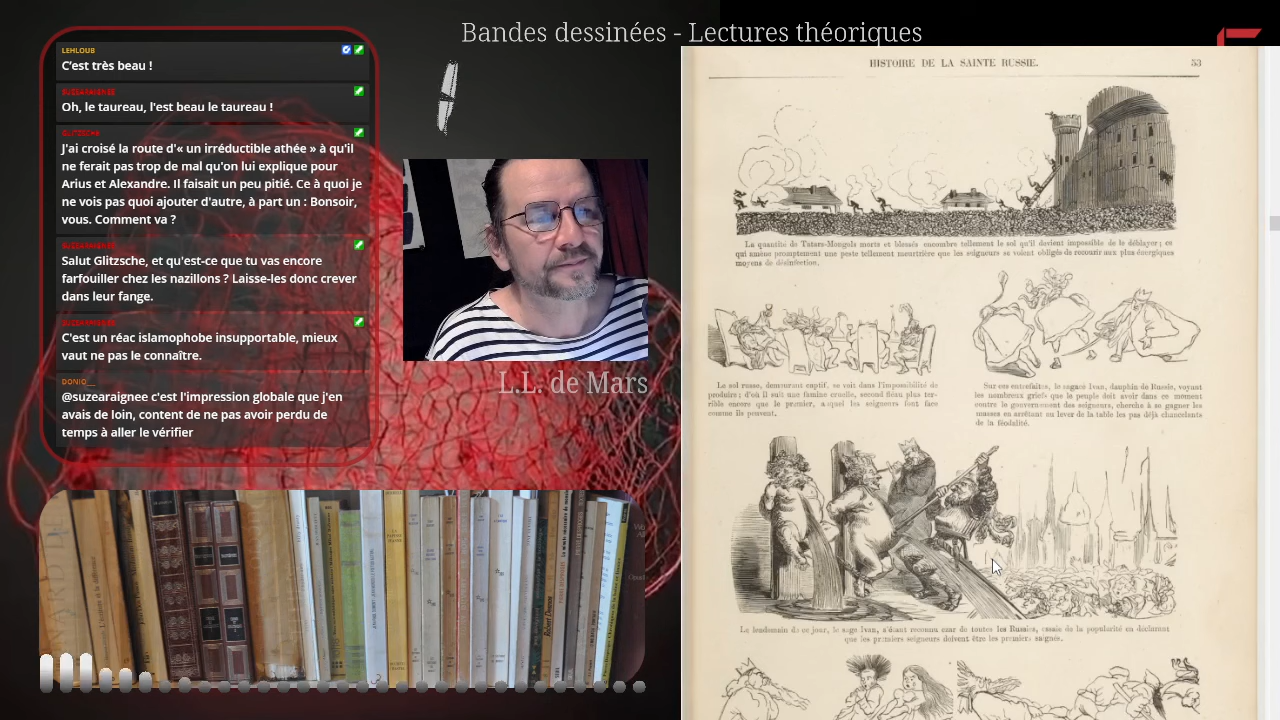 Bandes dessinées - Lectures théoriques
LEHLOUB
C'est très beau !
SUZEARAIGNEE
Oh, le taureau, l'est beau le taureau !
GLITZSCHE
J'ai croisé la route d'« un irréductible athée » à qu'il
ne ferait pas trop de mal qu'on lui explique pour
Arius et Alexandre. Il faisait un peu pitié. Ce à quoi je
ne vois pas quoi ajouter d'autre, à part un : Bonsoir,
vous. Comment va ?
SUZEARAIGNEE
Salut Glitzsche, et qu'est-ce que tu vas encore
farfouiller chez les nazillons ? Laisse-les donc crever
dans leur fange.
SUZEARAIGNEE
C'est un réac islamophobe insupportable, mieux
vaut ne pas le connaître.
DONIO__
@suzearaignee c'est l'impression globale que j'en
avais de loin, content de ne pas avoir perdu de
temps à aller le vérifier
L.L. de Mars
HISTOIRE DE LA SAINTE RUSSIE.
53
La quantité de Tatars-Mongols morts et blessés encombre tellement le sol qu'il devient impossible de le déblayer ; ce
qui amène promptement une peste tellement meurtrière que les seigneurs se voient obligés de recourir aux plus énergiques
moyens de désinfection.
Le sol russe, demeurant captif, se voit dans l'impossibilité de
produire ; d'où il suit une famine cruelle, second fléau plus ter-
rible encore que le premier, auquel les seigneurs font face
comme ils peuvent.
Sur ces entrefaites, le sagace Ivan, dauphin de Russie, voyant
les nombreux griefs que le peuple doit avoir dans ce moment
contre le gouvernement des seigneurs, cherche à se gagner les
masses en arrêtant au lever de la table les pas déjà chancelants
de la féodalité.
Le lendemain de ce jour, le sage Ivan, s'étant reconnu czar de toutes les Russies, essaie de la popularité en déclarant
que les premiers seigneurs doivent être les premiers saignés.